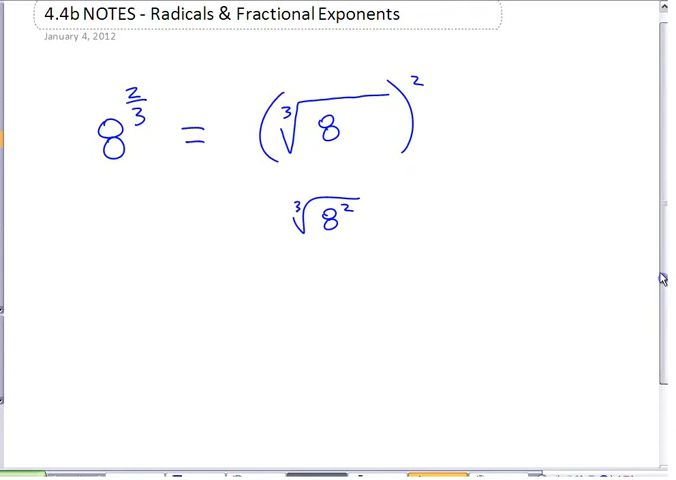 4.4b NOTES - Radicals & Fractional Exponents
January 4, 2012
8^(2/3) = (∛8)²
∛8²